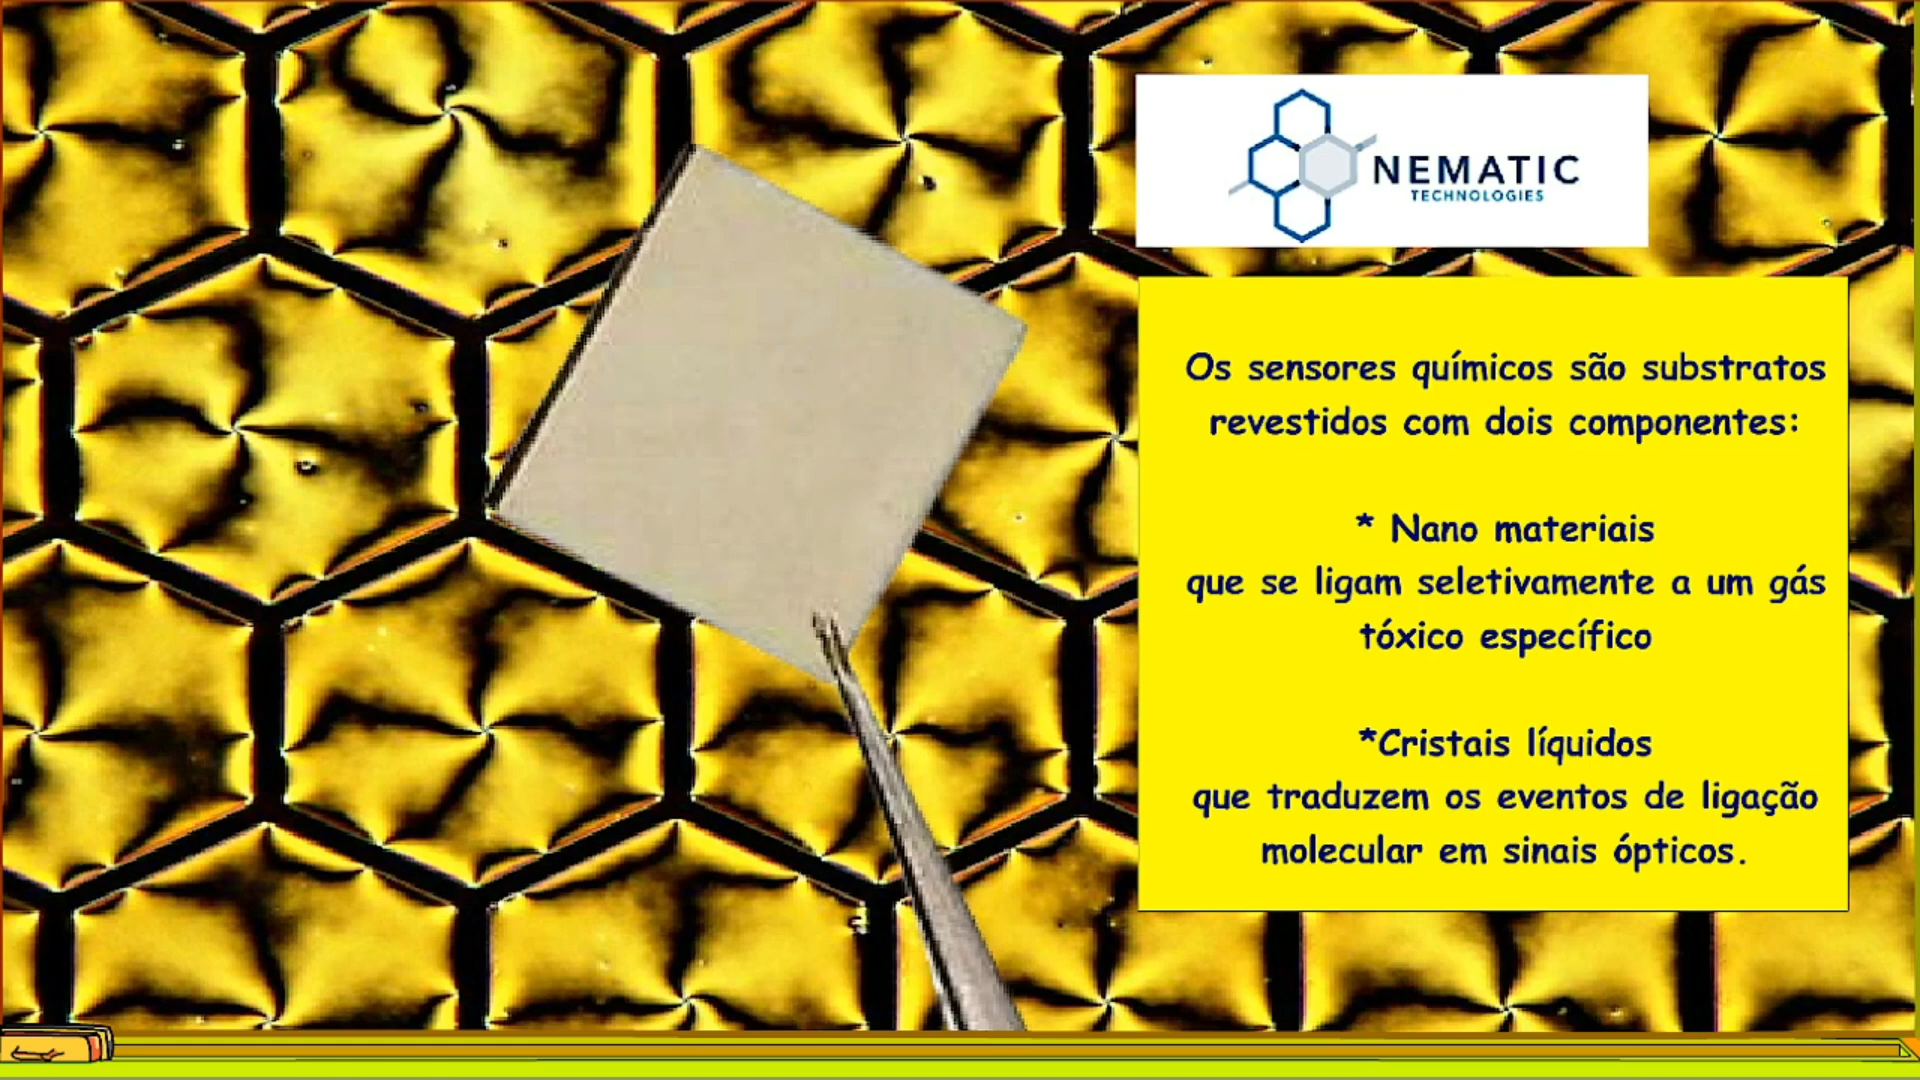 NEMATIC
TECHNOLOGIES
Os sensores químicos são substratos
revestidos com dois componentes:
* Nano materiais
que se ligam seletivamente a um gás
tóxico específico
*Cristais líquidos
que traduzem os eventos de ligação
molecular em sinais ópticos.